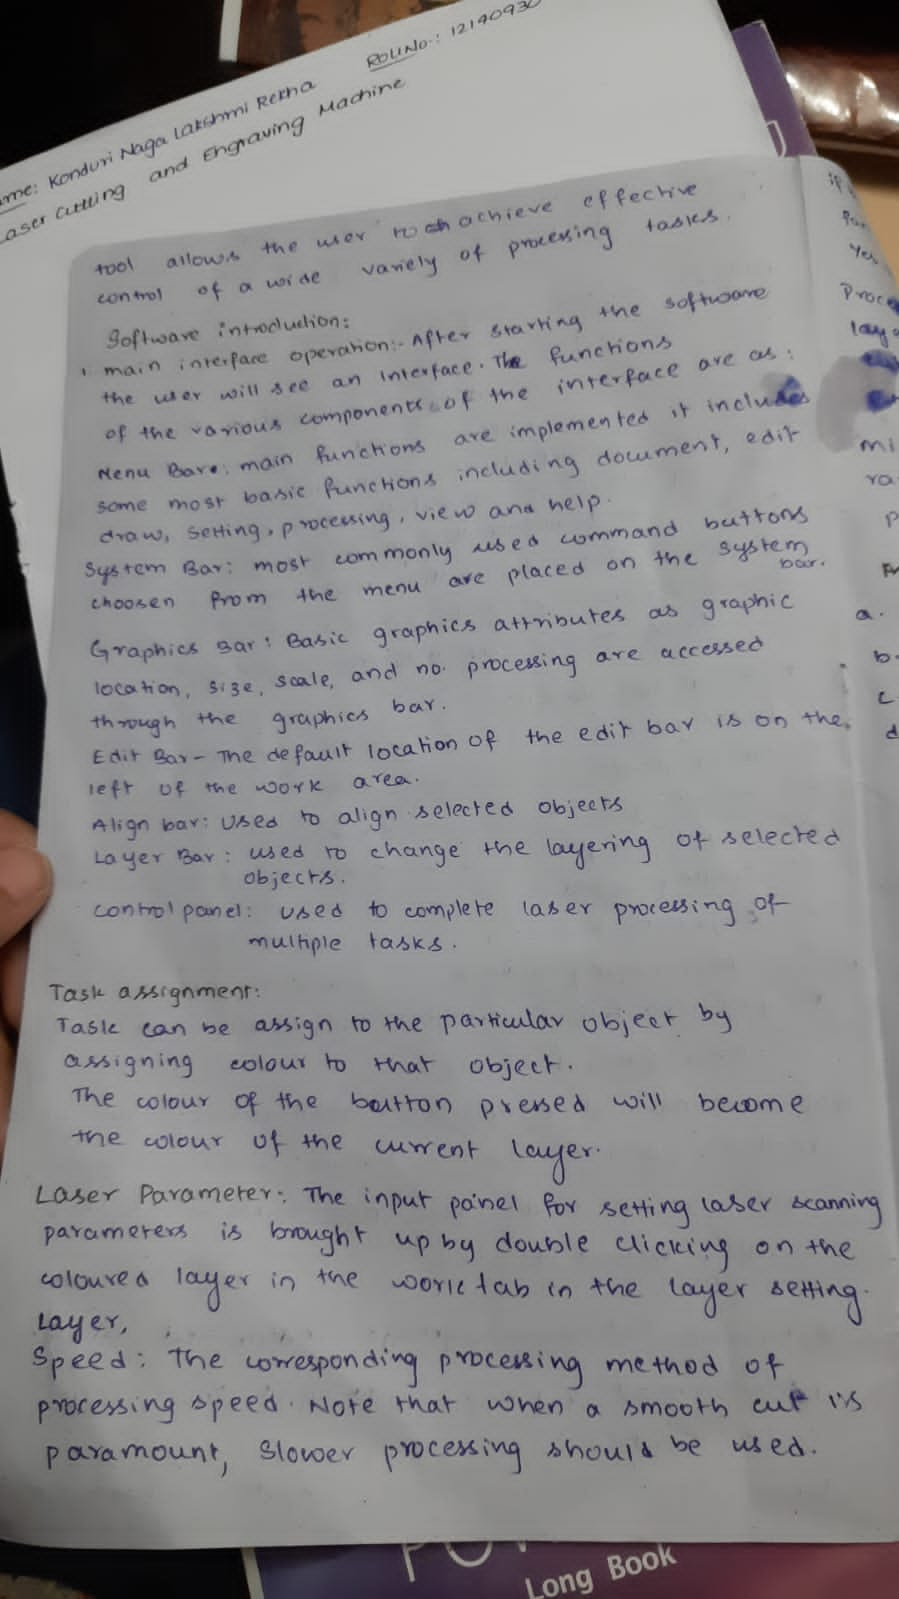 ame: Konduri Naga Lakshmi Rekha Roll No.: 12190930
Laser Cutting and Engraving Machine
tool allows the user to achieve effective
control of a wide variely of processing tasks.
Software introduction:
1. main interface operation:- After starting the software
the user will see an Interface. The functions
of the various components of the interface are as:
Menu Bar: main functions are implemented it includes
some most basic functions including document, edit
draw, setting, processing, view and help.
System Bar: most commonly used command buttons
choosen from the menu are placed on the system
bar.
Graphics Bar: Basic graphics attributes as graphic
location, size, scale, and no. processing are accessed
through the graphics bar.
Edit Bar- The default location of the edit bar is on the
left of the work area.
Align bar: Used to align selected objects
Layer Bar: used to change the layering of selected
objects.
control panel: used to complete laser processing of
multiple tasks.
Task assignment:
Task can be assign to the particular object by
assigning colour to that object.
The colour of the button pressed will become
the colour of the current layer.
Laser Parameter: The input panel for setting laser scanning
parameters is brought up by double clicking on the
coloured layer in the work tab in the layer setting.
Layer,
Speed: The corresponding processing method of
processing speed. Note that when a smooth cut is
paramount, slower processing should be used.
Long Book